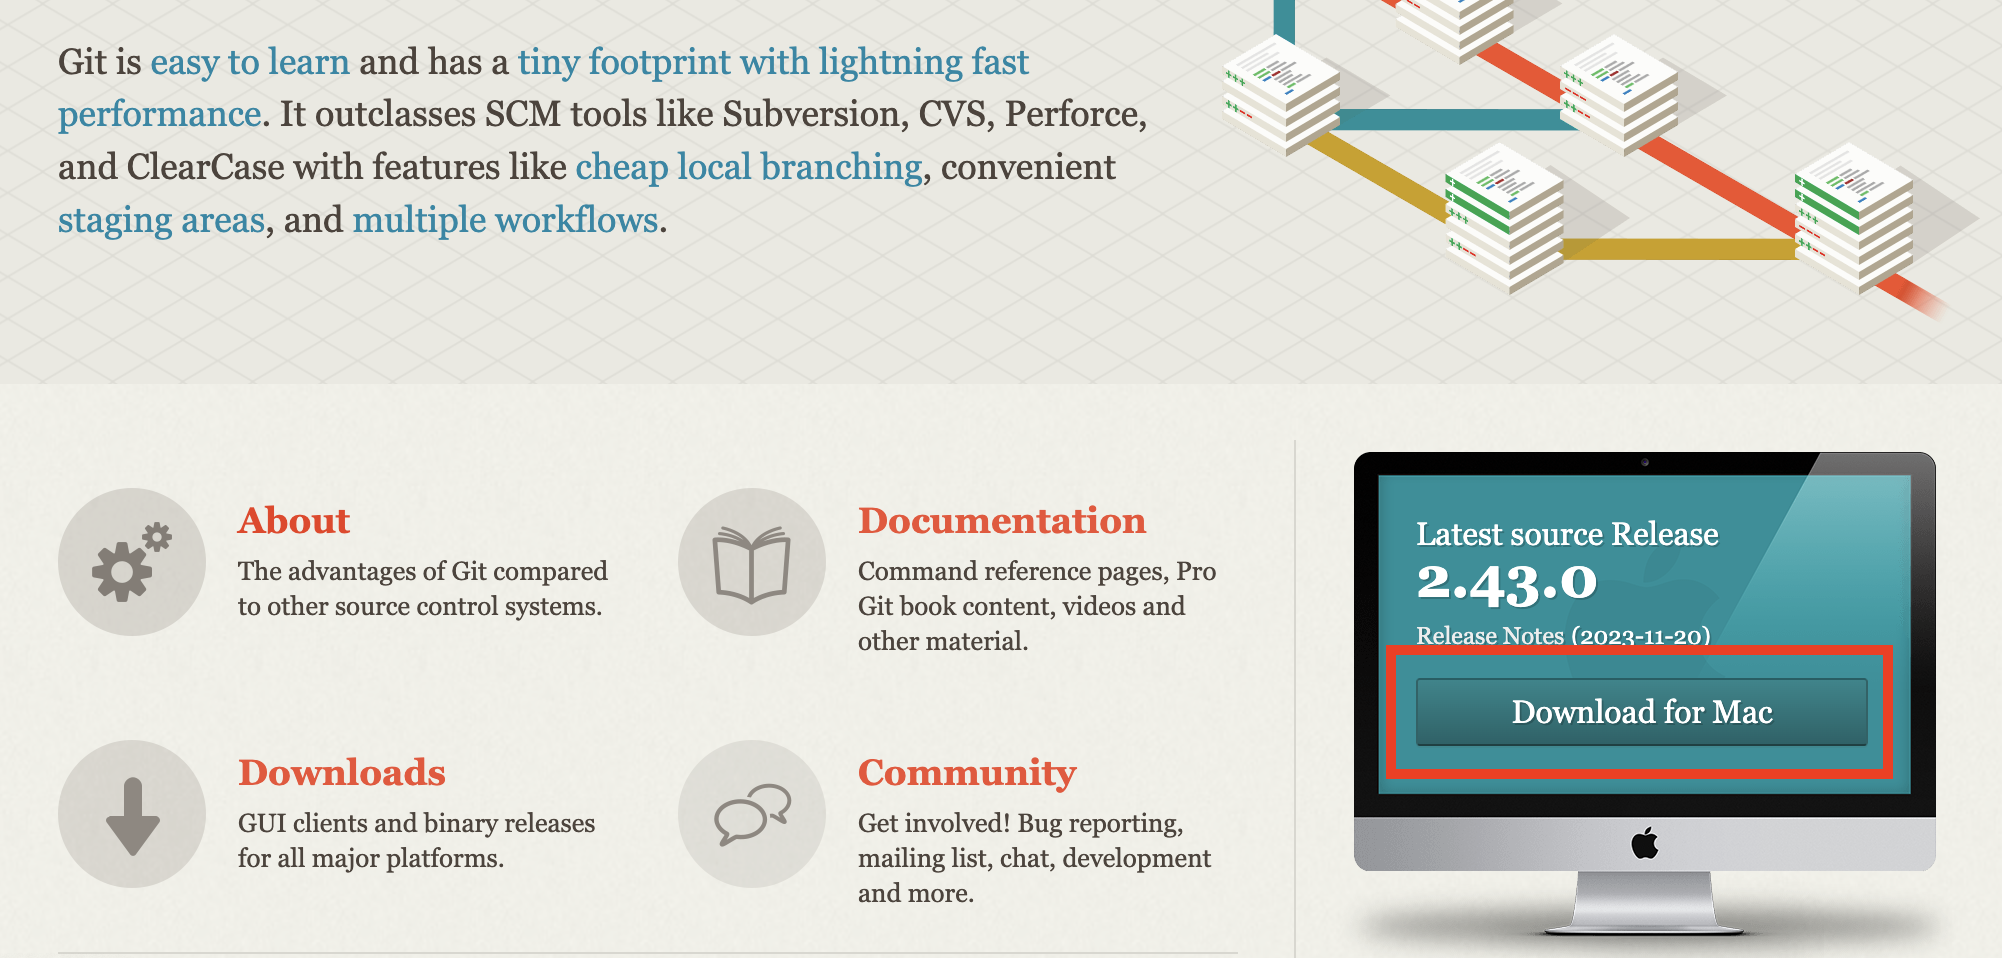 Git is easy to learn and has a tiny footprint with lightning fast
performance. It outclasses SCM tools like Subversion, CVS, Perforce,
and ClearCase with features like cheap local branching, convenient
staging areas, and multiple workflows.
About
The advantages of Git compared
to other source control systems.
Documentation
Command reference pages, Pro
Git book content, videos and
other material.
Downloads
GUI clients and binary releases
for all major platforms.
Community
Get involved! Bug reporting,
mailing list, chat, development
and more.
Latest source Release
2.43.0
Release Notes (2023-11-20)
Download for Mac